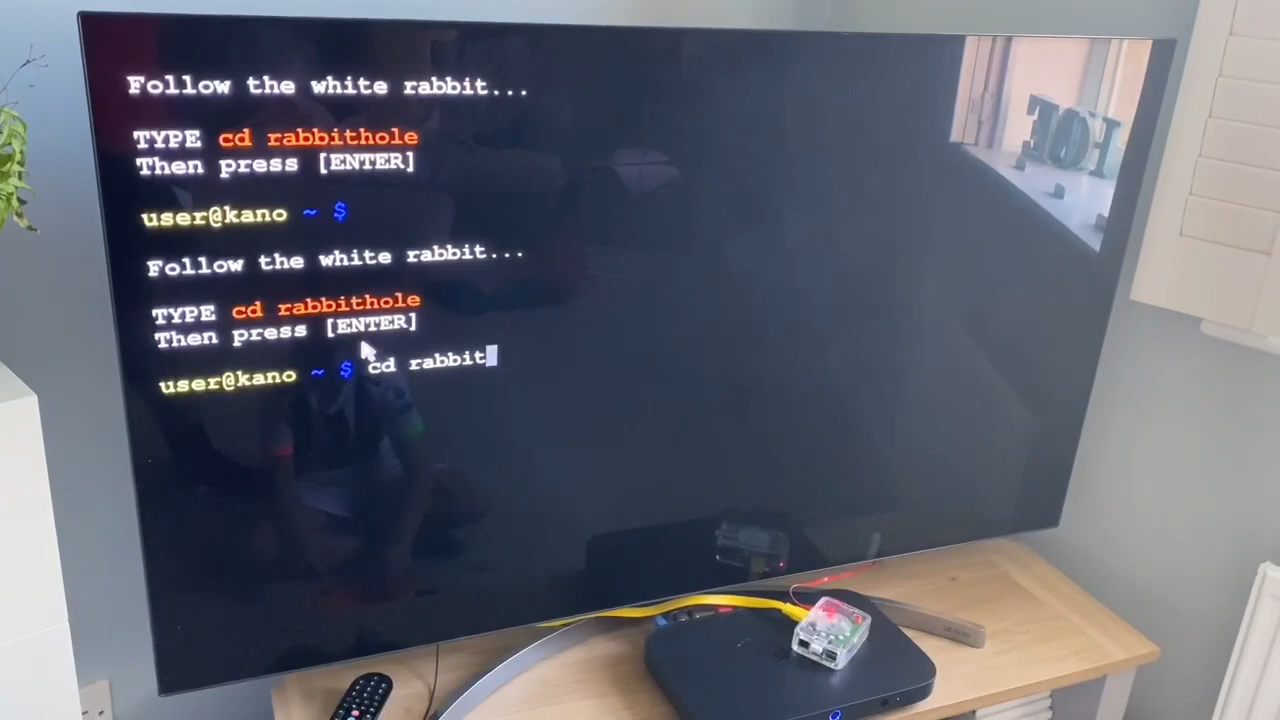 Follow the white rabbit...
TYPE cd rabbithole
Then press [ENTER]
user@kano ~ $
Follow the white rabbit...
TYPE cd rabbithole
Then press [ENTER]
user@kano ~ $ cd rabbit